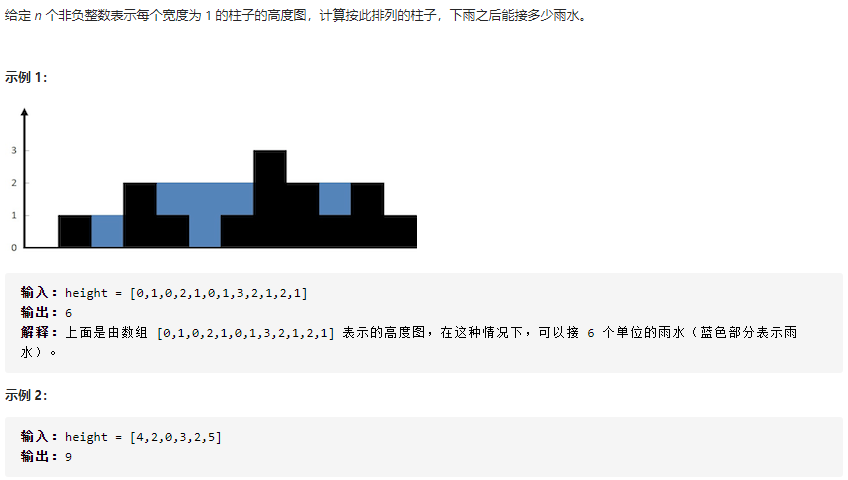 给定 n 个非负整数表示每个宽度为 1 的柱子的高度图，计算按此排列的柱子，下雨之后能接多少雨水。
示例 1：
3
2
1
0
输入：height = [0,1,0,2,1,0,1,3,2,1,2,1]
输出：6
解释：上面是由数组 [0,1,0,2,1,0,1,3,2,1,2,1] 表示的高度图，在这种情况下，可以接 6 个单位的雨水（蓝色部分表示雨
水）。
示例 2：
输入：height = [4,2,0,3,2,5]
输出：9